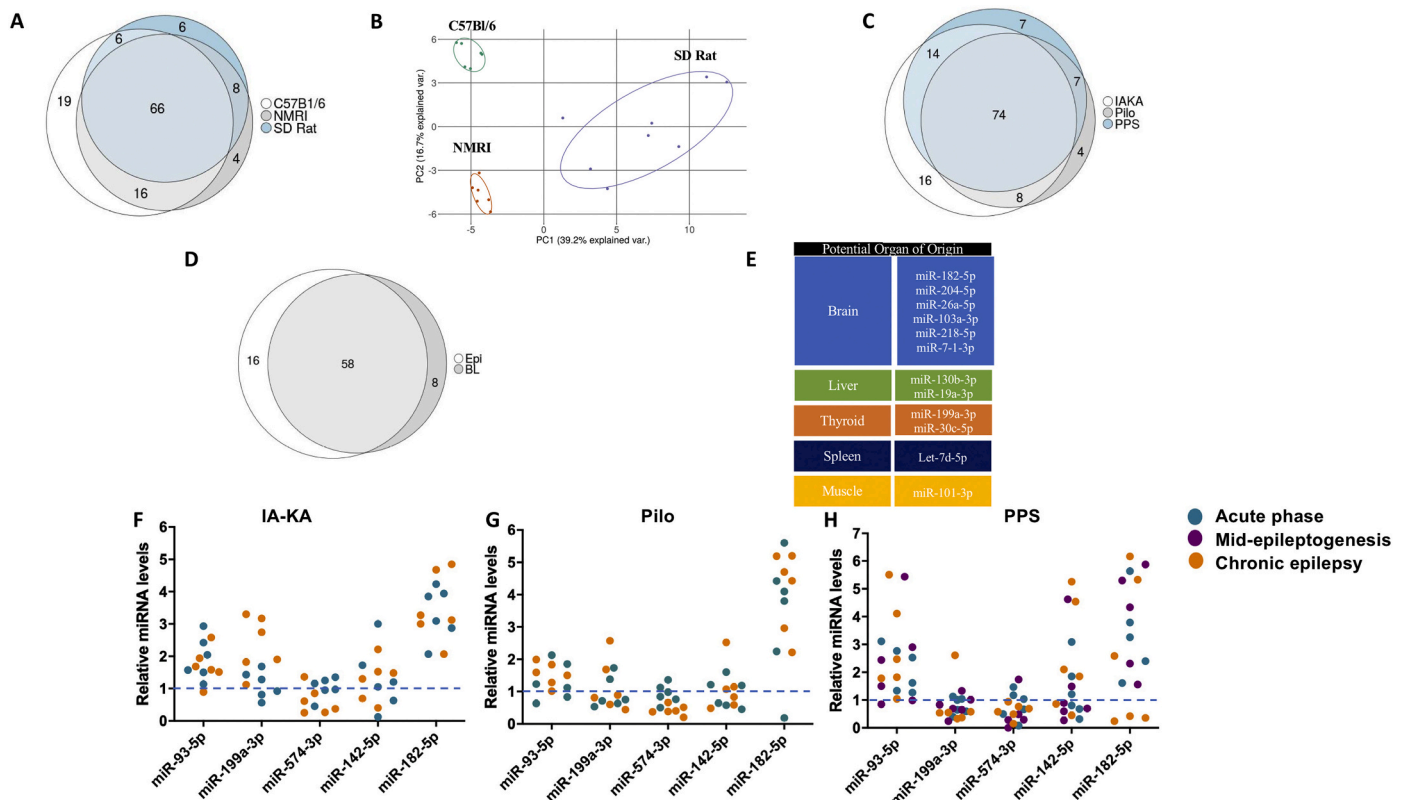 A
6
6
19
8
66
4
16
C57B1/6
NMRI
SD Rat
B
C57Bl/6
SD Rat
NMRI
6
3
0
-3
-6
-5
0
5
10
PC2 (16.7% explained var.)
PC1 (39.2% explained var.)
C
7
14
7
74
4
16
8
IAKA
Pilo
PPS
D
16
58
8
Epi
BL
E
Potential Organ of Origin
Brain
miR-182-5p
miR-204-5p
miR-26a-5p
miR-103a-3p
miR-218-5p
miR-7-1-3p
Liver
miR-130b-3p
miR-19a-3p
Thyroid
miR-199a-3p
miR-30c-5p
Spleen
Let-7d-5p
Muscle
miR-101-3p
F
IA-KA
Relative miRNA levels
6
5
4
3
2
1
0
miR-93-5p
miR-199a-3p
miR-574-3p
miR-142-5p
miR-182-5p
G
Pilo
Relative miRNA levels
6
5
4
3
2
1
0
miR-93-5p
miR-199a-3p
miR-574-3p
miR-142-5p
miR-182-5p
H
PPS
Relative miRNA levels
7
6
5
4
3
2
1
0
miR-93-5p
miR-199a-3p
miR-574-3p
miR-142-5p
miR-182-5p
Acute phase
Mid-epileptogenesis
Chronic epilepsy